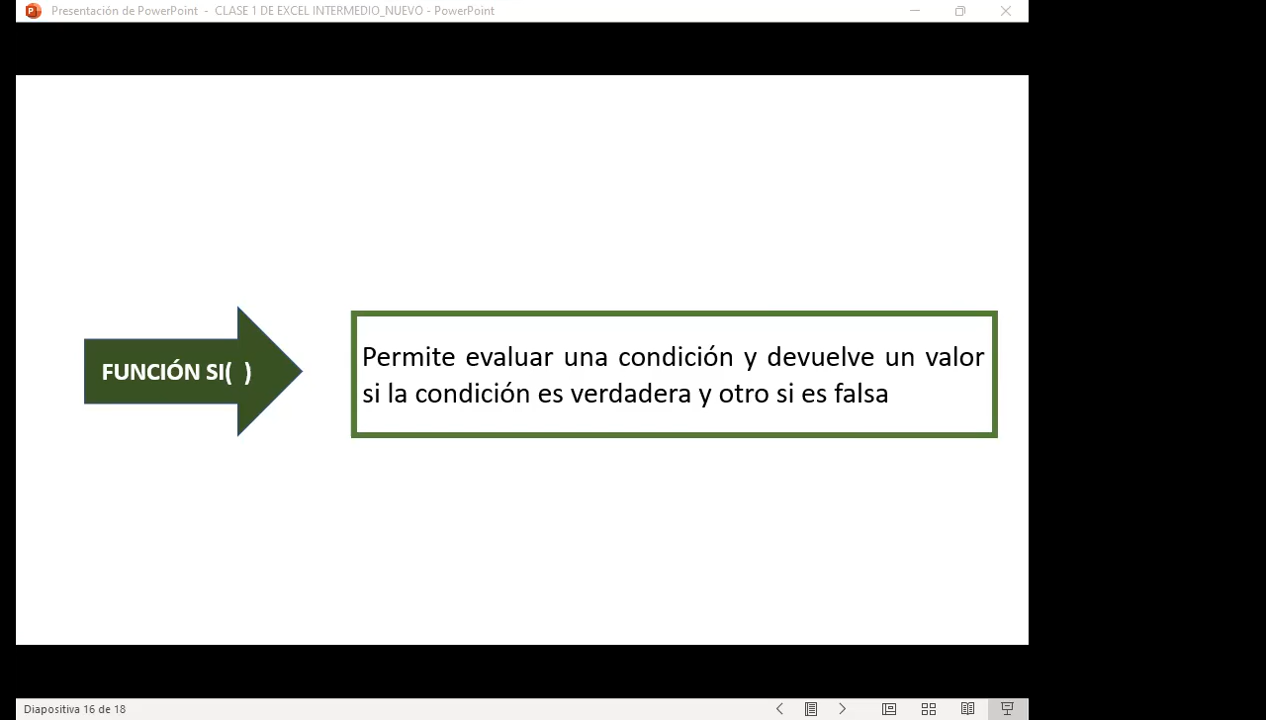 Presentación de PowerPoint - CLASE 1 DE EXCEL INTERMEDIO_NUEVO - PowerPoint
FUNCIÓN SI( )
Permite evaluar una condición y devuelve un valor
si la condición es verdadera y otro si es falsa
Diapositiva 16 de 18